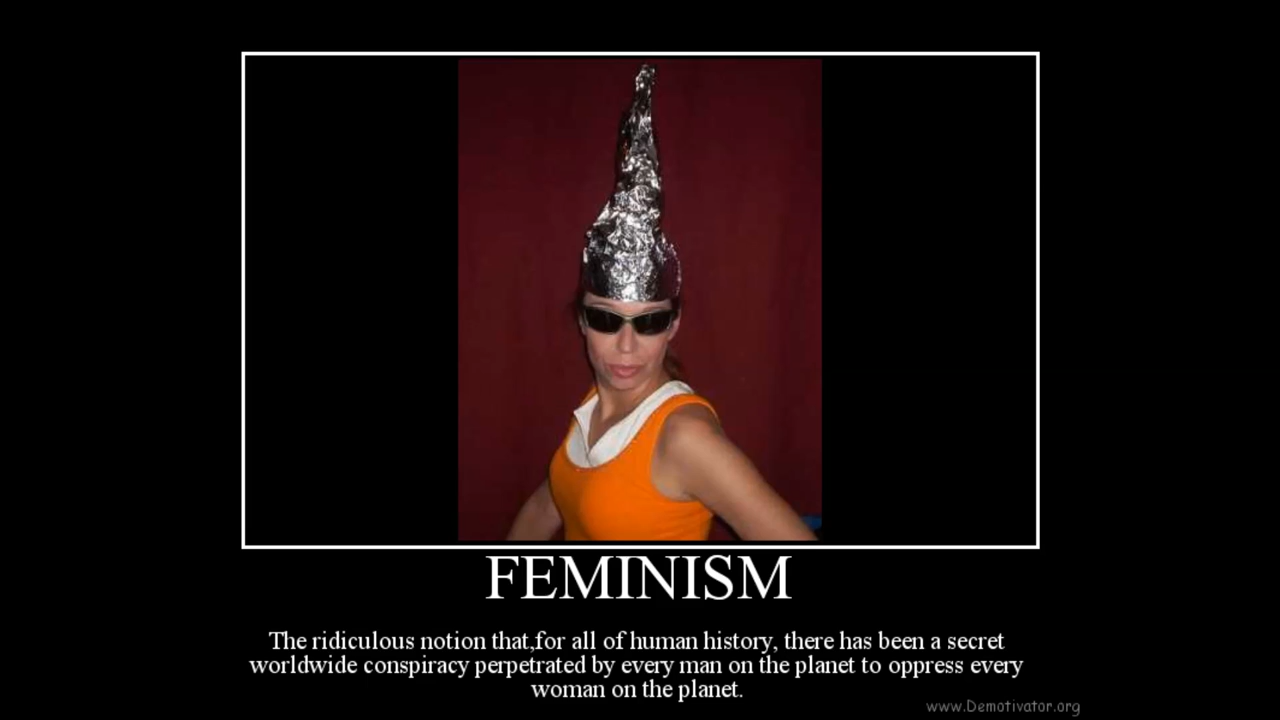 FEMINISM
The ridiculous notion that,for all of human history, there has been a secret
worldwide conspiracy perpetrated by every man on the planet to oppress every
woman on the planet.
www.Demotivator.org